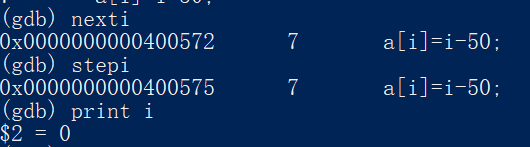 (gdb) nexti
0x0000000000400572 7 a[i]=i-50;
(gdb) stepi
0x0000000000400575 7 a[i]=i-50;
(gdb) print i
$2 = 0